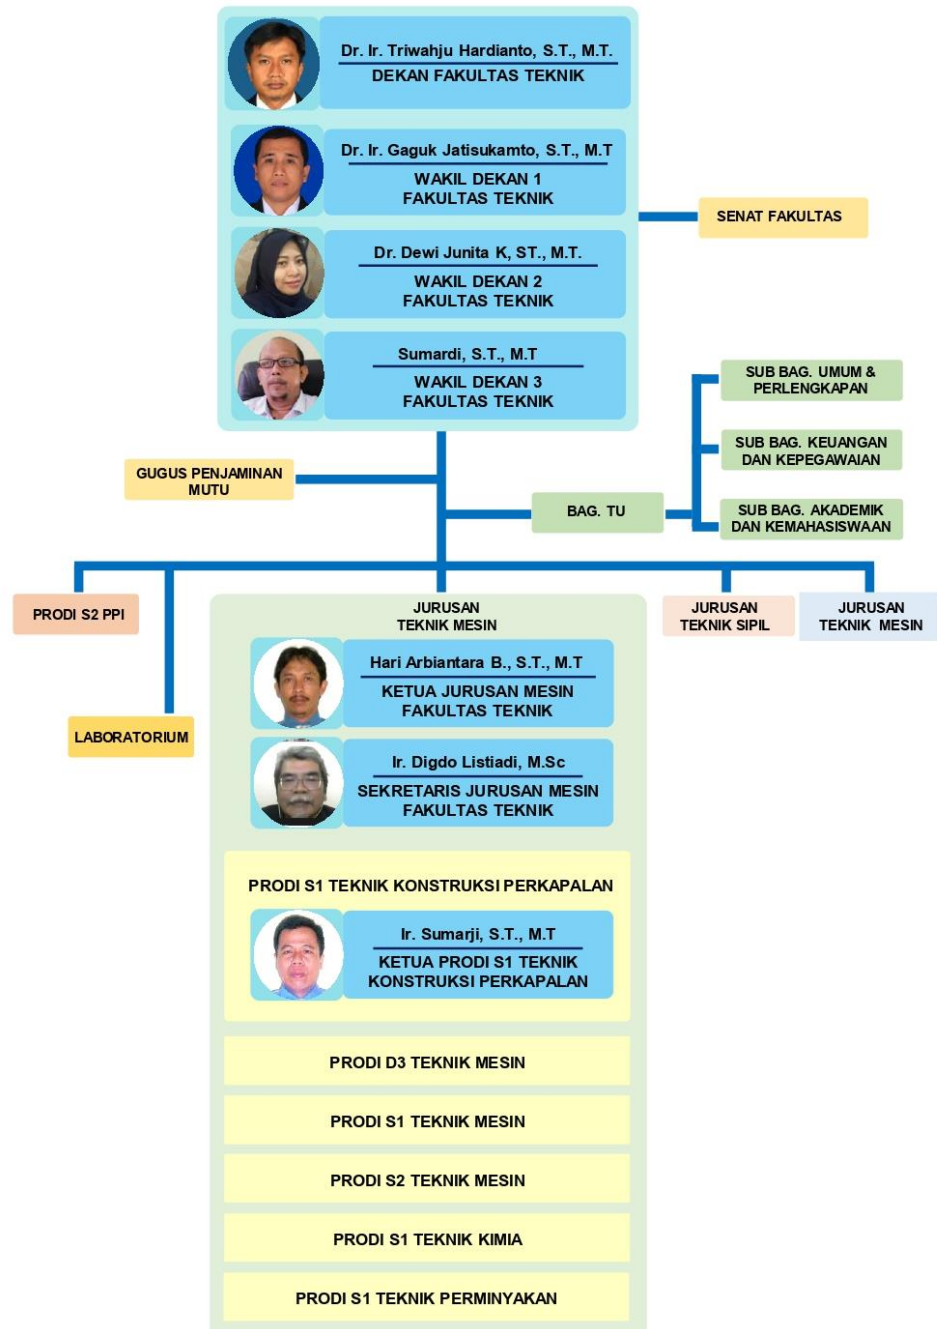 Dr. Ir. Triwahju Hardianto, S.T., M.T.
DEKAN FAKULTAS TEKNIK
Dr. Ir. Gaguk Jatisukamto, S.T., M.T
WAKIL DEKAN 1
FAKULTAS TEKNIK
SENAT FAKULTAS
Dr. Dewi Junita K, ST., M.T.
WAKIL DEKAN 2
FAKULTAS TEKNIK
Sumardi, S.T., M.T
WAKIL DEKAN 3
FAKULTAS TEKNIK
SUB BAG. UMUM &
PERLENGKAPAN
GUGUS PENJAMINAN
MUTU
SUB BAG. KEUANGAN
DAN KEPEGAWAIAN
BAG. TU
SUB BAG. AKADEMIK
DAN KEMAHASISWAAN
PRODI S2 PPI
LABORATORIUM
JURUSAN
TEKNIK MESIN
JURUSAN
TEKNIK SIPIL
JURUSAN
TEKNIK MESIN
Hari Arbiantara B., S.T., M.T
KETUA JURUSAN MESIN
FAKULTAS TEKNIK
Ir. Digdo Listiadi, M.Sc
SEKRETARIS JURUSAN MESIN
FAKULTAS TEKNIK
PRODI S1 TEKNIK KONSTRUKSI PERKAPALAN
Ir. Sumarji, S.T., M.T
KETUA PRODI S1 TEKNIK
KONSTRUKSI PERKAPALAN
PRODI D3 TEKNIK MESIN
PRODI S1 TEKNIK MESIN
PRODI S2 TEKNIK MESIN
PRODI S1 TEKNIK KIMIA
PRODI S1 TEKNIK PERMINYAKAN